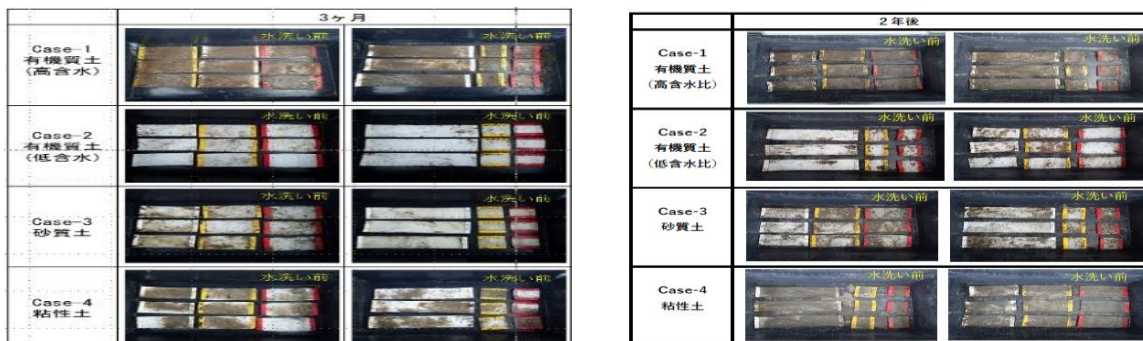 3ヶ月
Case-1
有機質土
(高含水)
水洗い前
水洗い前
Case-2
有機質土
(低含水)
水洗い前
水洗い前
Case-3
砂質土
水洗い前
水洗い前
Case-4
粘性土
水洗い前
水洗い前
2年後
Case-1
有機質土
(高含水比)
水洗い前
水洗い前
Case-2
有機質土
(低含水比)
水洗い前
水洗い前
Case-3
砂質土
水洗い前
水洗い前
Case-4
粘性土
水洗い前
水洗い前